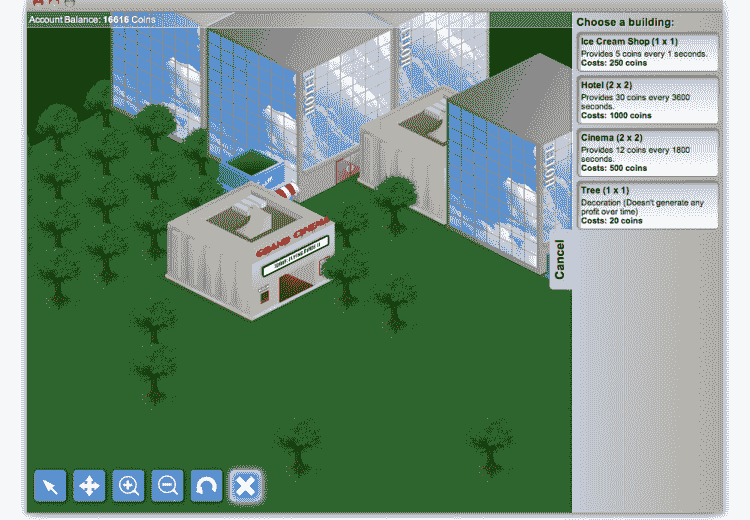 Account Balance: 16616 Coins
Choose a building:
Ice Cream Shop (1 x 1)
Provides 5 coins every 1 seconds.
Costs: 250 coins
Hotel (2 x 2)
Provides 30 coins every 3600
seconds.
Costs: 1000 coins
Cinema (2 x 2)
Provides 12 coins every 1800
seconds.
Costs: 500 coins
Tree (1 x 1)
Decoration (Doesn't generate any
profit over time)
Costs: 20 coins
Cancel
HOTEL
HOTEL
HOTEL
GRAND CINEMA